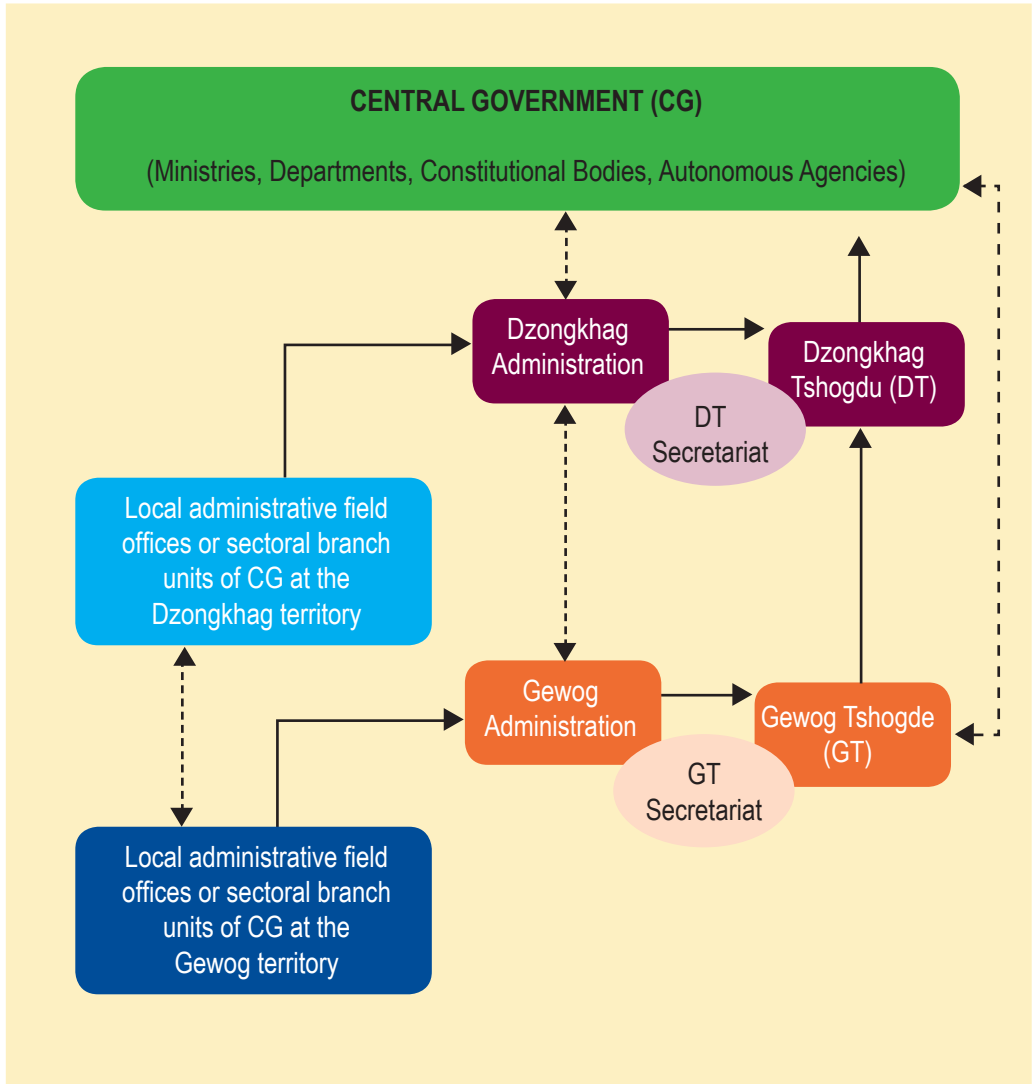 CENTRAL GOVERNMENT (CG)
(Ministries, Departments, Constitutional Bodies, Autonomous Agencies)
Dzongkhag
Administration
Dzongkhag
Tshogdu (DT)
DT
Secretariat
Local administrative field
offices or sectoral branch
units of CG at the
Dzongkhag territory
Gewog
Administration
Gewog Tshogde
(GT)
GT
Secretariat
Local administrative field
offices or sectoral branch
units of CG at the
Gewog territory